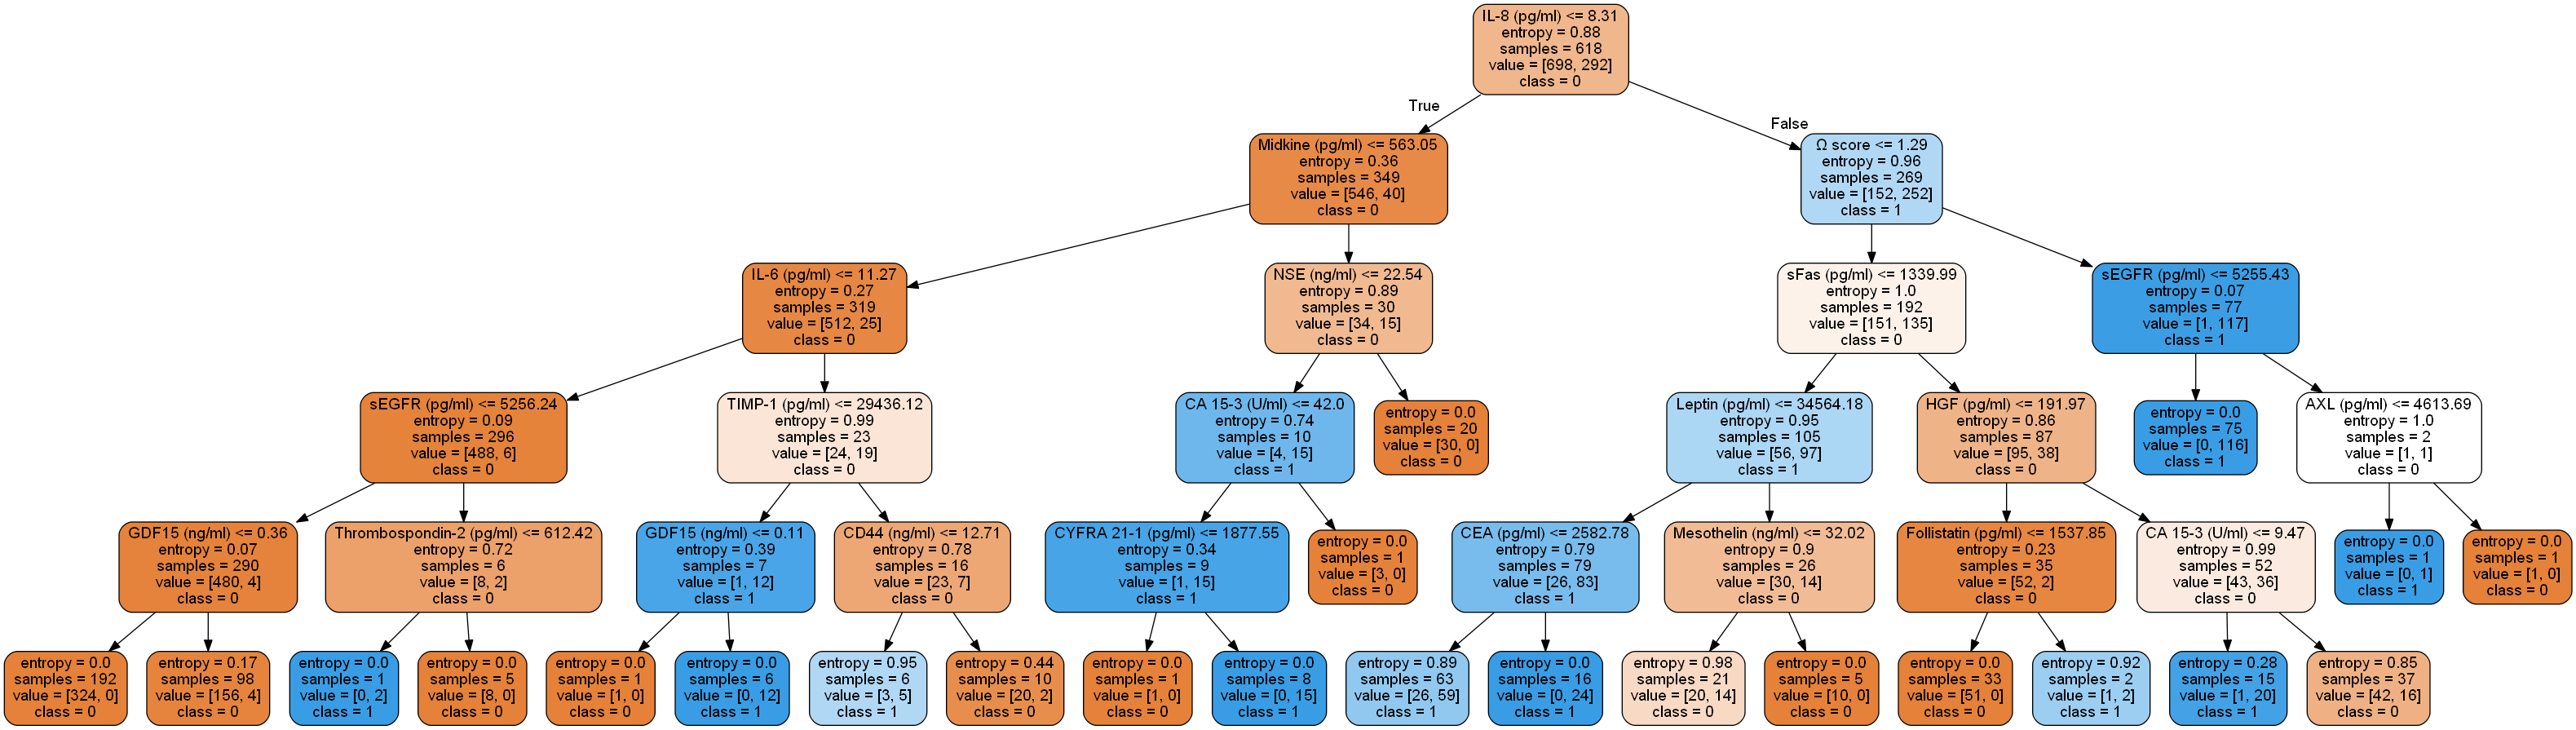 IL-8 (pg/ml) <= 8.31
entropy = 0.88
samples = 618
value = [698, 292]
class = 0
True
False
Midkine (pg/ml) <= 563.05
entropy = 0.36
samples = 349
value = [546, 40]
class = 0
Ω score <= 1.29
entropy = 0.96
samples = 269
value = [152, 252]
class = 1
IL-6 (pg/ml) <= 11.27
entropy = 0.27
samples = 319
value = [512, 25]
class = 0
NSE (ng/ml) <= 22.54
entropy = 0.89
samples = 30
value = [34, 15]
class = 0
sFas (pg/ml) <= 1339.99
entropy = 1.0
samples = 192
value = [151, 135]
class = 0
sEGFR (pg/ml) <= 5255.43
entropy = 0.07
samples = 77
value = [1, 117]
class = 1
sEGFR (pg/ml) <= 5256.24
entropy = 0.09
samples = 296
value = [488, 6]
class = 0
TIMP-1 (pg/ml) <= 29436.12
entropy = 0.99
samples = 23
value = [24, 19]
class = 0
CA 15-3 (U/ml) <= 42.0
entropy = 0.74
samples = 10
value = [4, 15]
class = 1
entropy = 0.0
samples = 20
value = [30, 0]
class = 0
Leptin (pg/ml) <= 34564.18
entropy = 0.95
samples = 105
value = [56, 97]
class = 1
HGF (pg/ml) <= 191.97
entropy = 0.86
samples = 87
value = [95, 38]
class = 0
entropy = 0.0
samples = 75
value = [0, 116]
class = 1
AXL (pg/ml) <= 4613.69
entropy = 1.0
samples = 2
value = [1, 1]
class = 0
GDF15 (ng/ml) <= 0.36
entropy = 0.07
samples = 290
value = [480, 4]
class = 0
Thrombospondin-2 (pg/ml) <= 612.42
entropy = 0.72
samples = 6
value = [8, 2]
class = 0
GDF15 (ng/ml) <= 0.11
entropy = 0.39
samples = 7
value = [1, 12]
class = 1
CD44 (ng/ml) <= 12.71
entropy = 0.78
samples = 16
value = [23, 7]
class = 0
CYFRA 21-1 (pg/ml) <= 1877.55
entropy = 0.34
samples = 9
value = [1, 15]
class = 1
entropy = 0.0
samples = 1
value = [3, 0]
class = 0
CEA (pg/ml) <= 2582.78
entropy = 0.79
samples = 79
value = [26, 83]
class = 1
Mesothelin (ng/ml) <= 32.02
entropy = 0.9
samples = 26
value = [30, 14]
class = 0
Follistatin (pg/ml) <= 1537.85
entropy = 0.23
samples = 35
value = [52, 2]
class = 0
CA 15-3 (U/ml) <= 9.47
entropy = 0.99
samples = 52
value = [43, 36]
class = 0
entropy = 0.0
samples = 1
value = [0, 1]
class = 1
entropy = 0.0
samples = 1
value = [1, 0]
class = 0
entropy = 0.0
samples = 192
value = [324, 0]
class = 0
entropy = 0.17
samples = 98
value = [156, 4]
class = 0
entropy = 0.0
samples = 1
value = [0, 2]
class = 1
entropy = 0.0
samples = 5
value = [8, 0]
class = 0
entropy = 0.0
samples = 1
value = [1, 0]
class = 0
entropy = 0.0
samples = 6
value = [0, 12]
class = 1
entropy = 0.95
samples = 6
value = [3, 5]
class = 1
entropy = 0.44
samples = 10
value = [20, 2]
class = 0
entropy = 0.0
samples = 1
value = [1, 0]
class = 0
entropy = 0.0
samples = 8
value = [0, 15]
class = 1
entropy = 0.89
samples = 63
value = [26, 59]
class = 1
entropy = 0.0
samples = 16
value = [0, 24]
class = 1
entropy = 0.98
samples = 21
value = [20, 14]
class = 0
entropy = 0.0
samples = 5
value = [10, 0]
class = 0
entropy = 0.0
samples = 33
value = [51, 0]
class = 0
entropy = 0.92
samples = 2
value = [1, 2]
class = 1
entropy = 0.28
samples = 15
value = [1, 20]
class = 1
entropy = 0.85
samples = 37
value = [42, 16]
class = 0